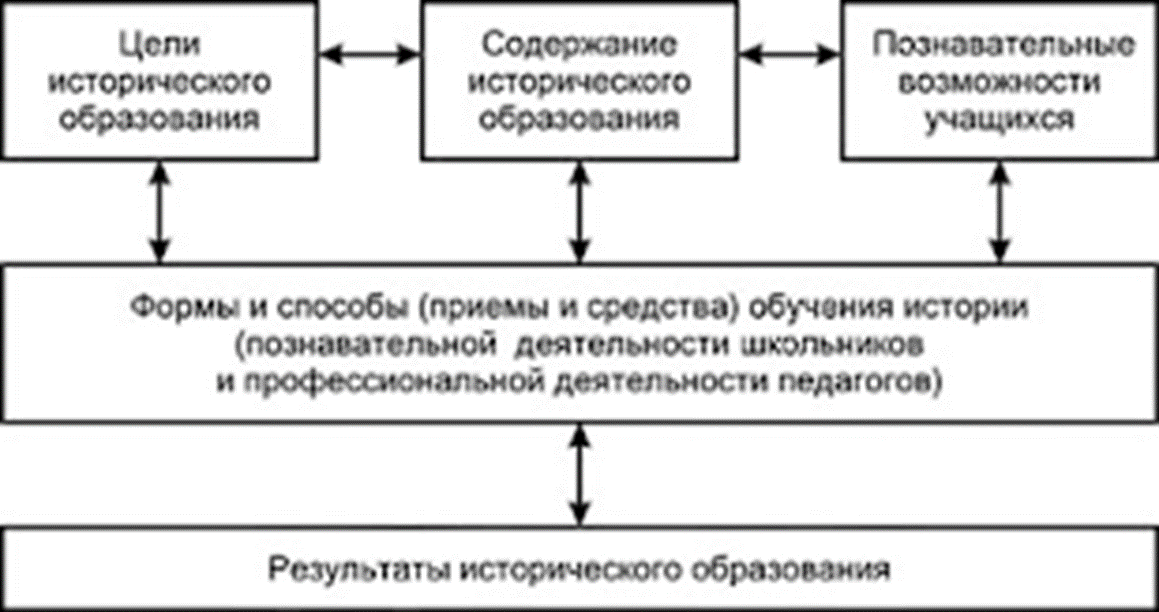 Цели
исторического
образования
Содержание
исторического
образования
Познавательные
возможности
учащихся
Формы и способы (приемы и средства) обучения истории
(познавательной деятельности школьников
и профессиональной деятельности педагогов)
Результаты исторического образования